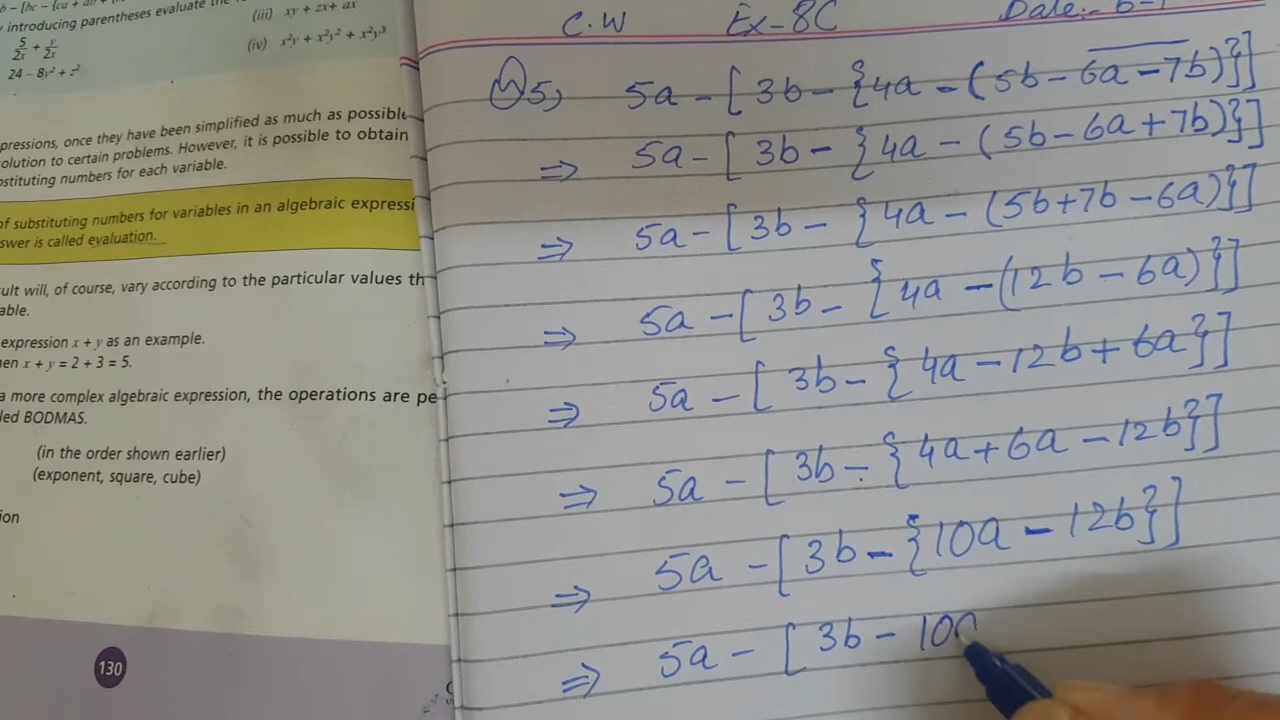 introducing parentheses evaluate the
(iii) xy + zx + ax
5/2x + y/2x
(iv) x²y + x²y² + x²y³
24 – 8y² + z²
pressions, once they have been simplified as much as possible
olution to certain problems. However, it is possible to obtain
ostituting numbers for each variable.
of substituting numbers for variables in an algebraic expressi
swer is called evaluation.
ult will, of course, vary according to the particular values th
able.
expression x + y as an example.
en x + y = 2 + 3 = 5.
a more complex algebraic expression, the operations are pe
led BODMAS.
(in the order shown earlier)
(exponent, square, cube)
ion
130
C.W Ex-8C Date:-
5) 5a - [3b - {4a - (5b - \overline{6a - 7b})}]
⇒ 5a - [3b - {4a - (5b - 6a + 7b)}]
⇒ 5a - [3b - {4a - (5b + 7b - 6a)}]
⇒ 5a - [3b - {4a - (12b - 6a)}]
⇒ 5a - [3b - {4a - 12b + 6a}]
⇒ 5a - [3b - {4a + 6a - 12b}]
⇒ 5a - [3b - {10a - 12b}]
⇒ 5a - [3b - 10a